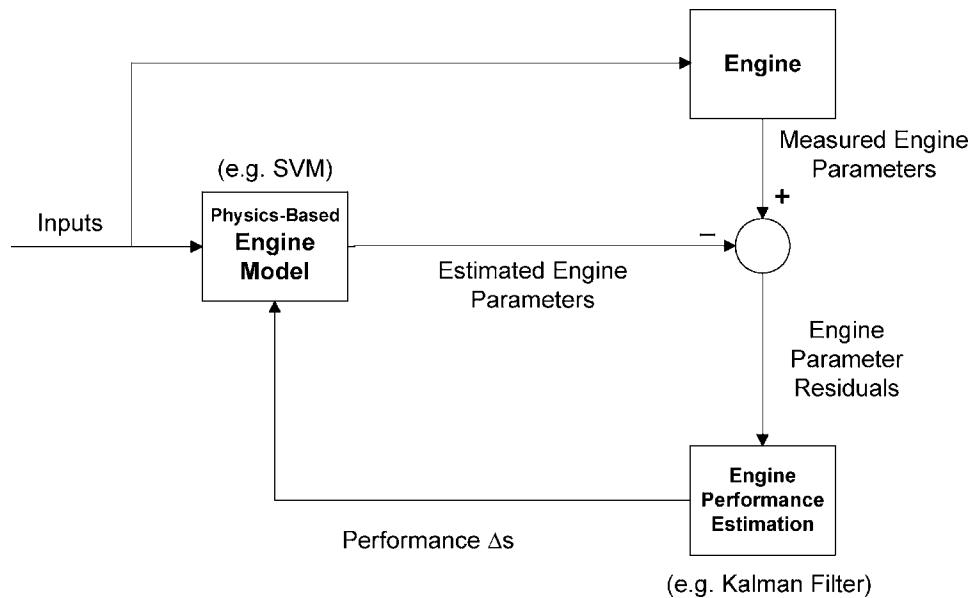 Engine
Measured Engine
Parameters
(e.g. SVM)
+
Inputs
Physics-Based
Engine
Model
–
Estimated Engine
Parameters
Engine
Parameter
Residuals
Engine
Performance
Estimation
Performance Δs
(e.g. Kalman Filter)